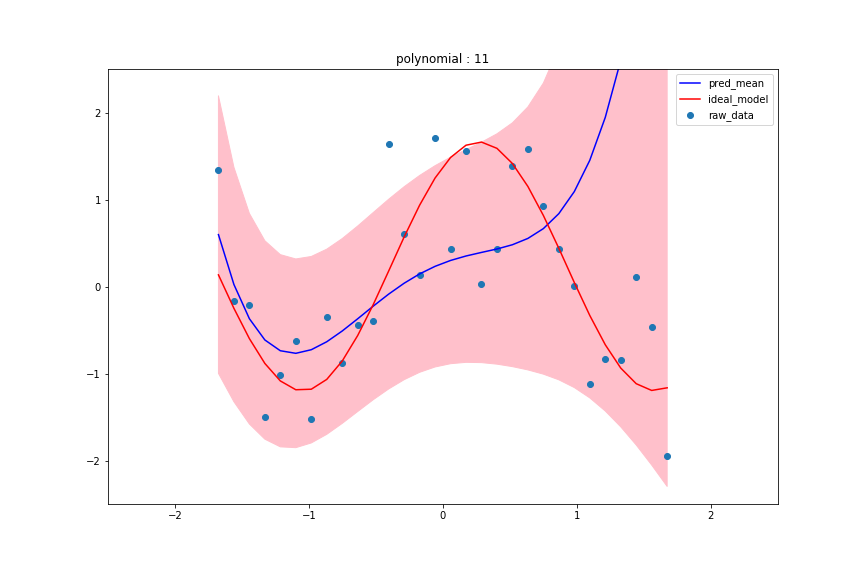 polynomial : 11
pred_mean
ideal_model
raw_data
2
1
0
−1
−2
−2
−1
0
1
2